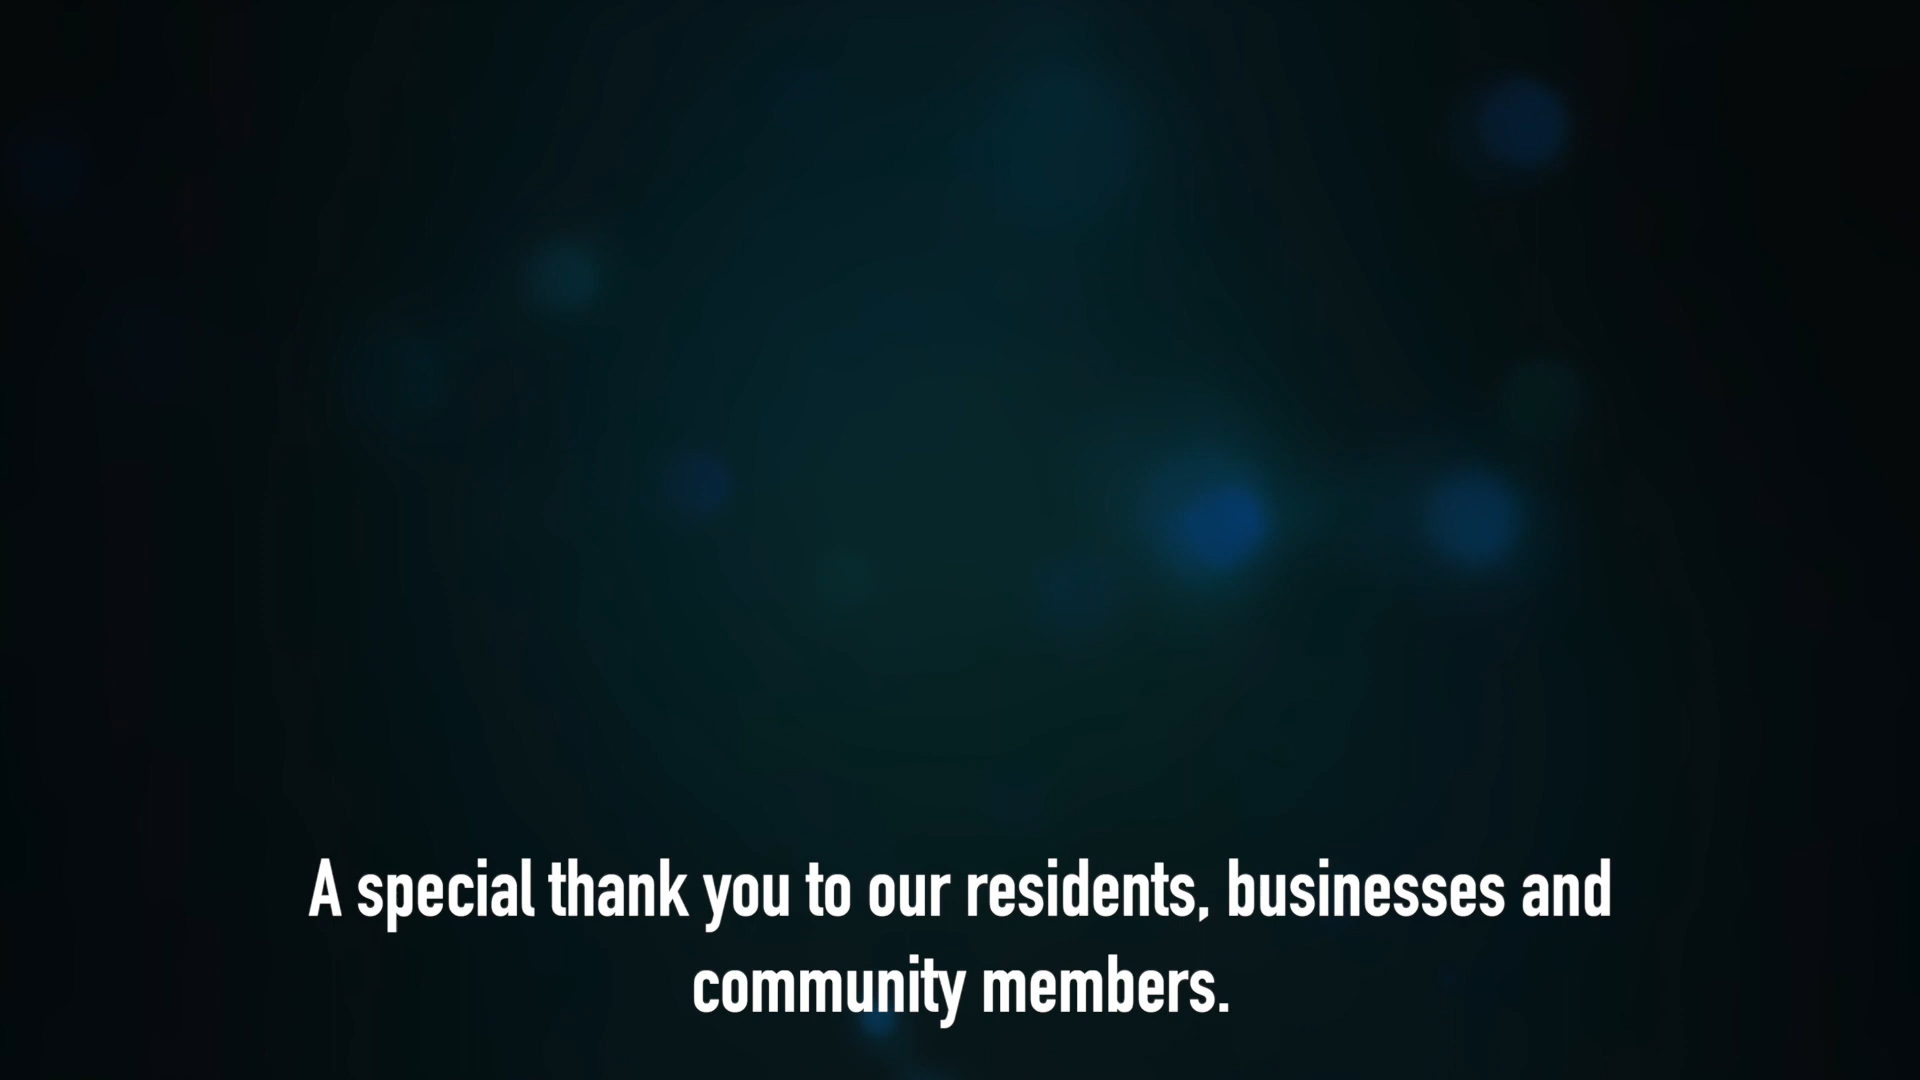 A special thank you to our residents, businesses and
community members.